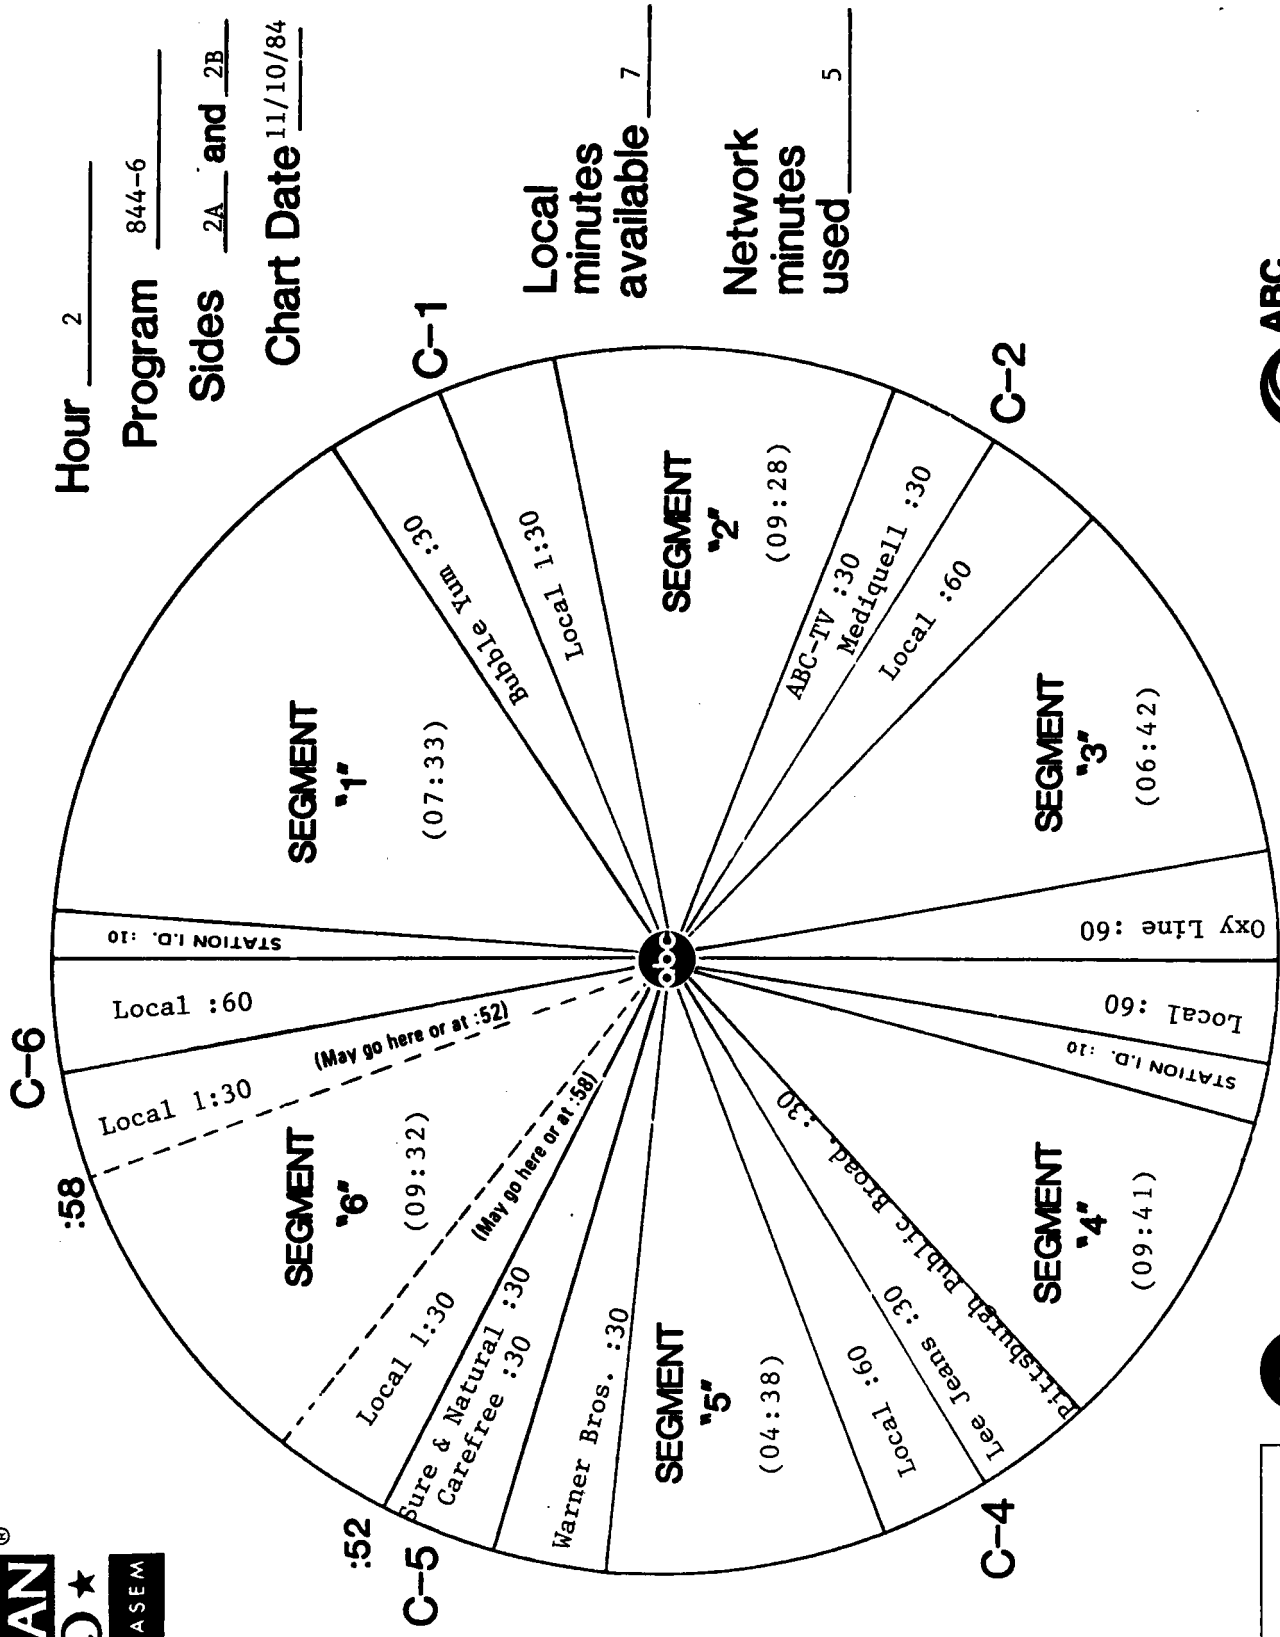 Hour 2
Program 844-6
Sides 2A and 2B
Chart Date 11/10/84
Local
minutes
available 7
Network
minutes
used 5
SEGMENT
"1"
(07:33)
Bubble Yum :30
C-1
Local 1:30
SEGMENT
"2"
(09:28)
ABC-TV :30
Mediquell :30
C-2
Local :60
SEGMENT
"3"
(06:42)
Oxy Line :60
Local :60
STATION I.D. :10
SEGMENT
"4"
(09:41)
Pittsburgh Public Broad. :30
Lee Jeans :30
C-4
Local :60
SEGMENT
"5"
(04:38)
Warner Bros. :30
Carefree :30
Sure & Natural :30
C-5
:52
Local 1:30
(May go here or at :58)
SEGMENT
"6"
(09:32)
:58
Local 1:30
(May go here or at :52)
C-6
Local :60
STATION I.D. :10
abc
ABC
AN
®
ASEM